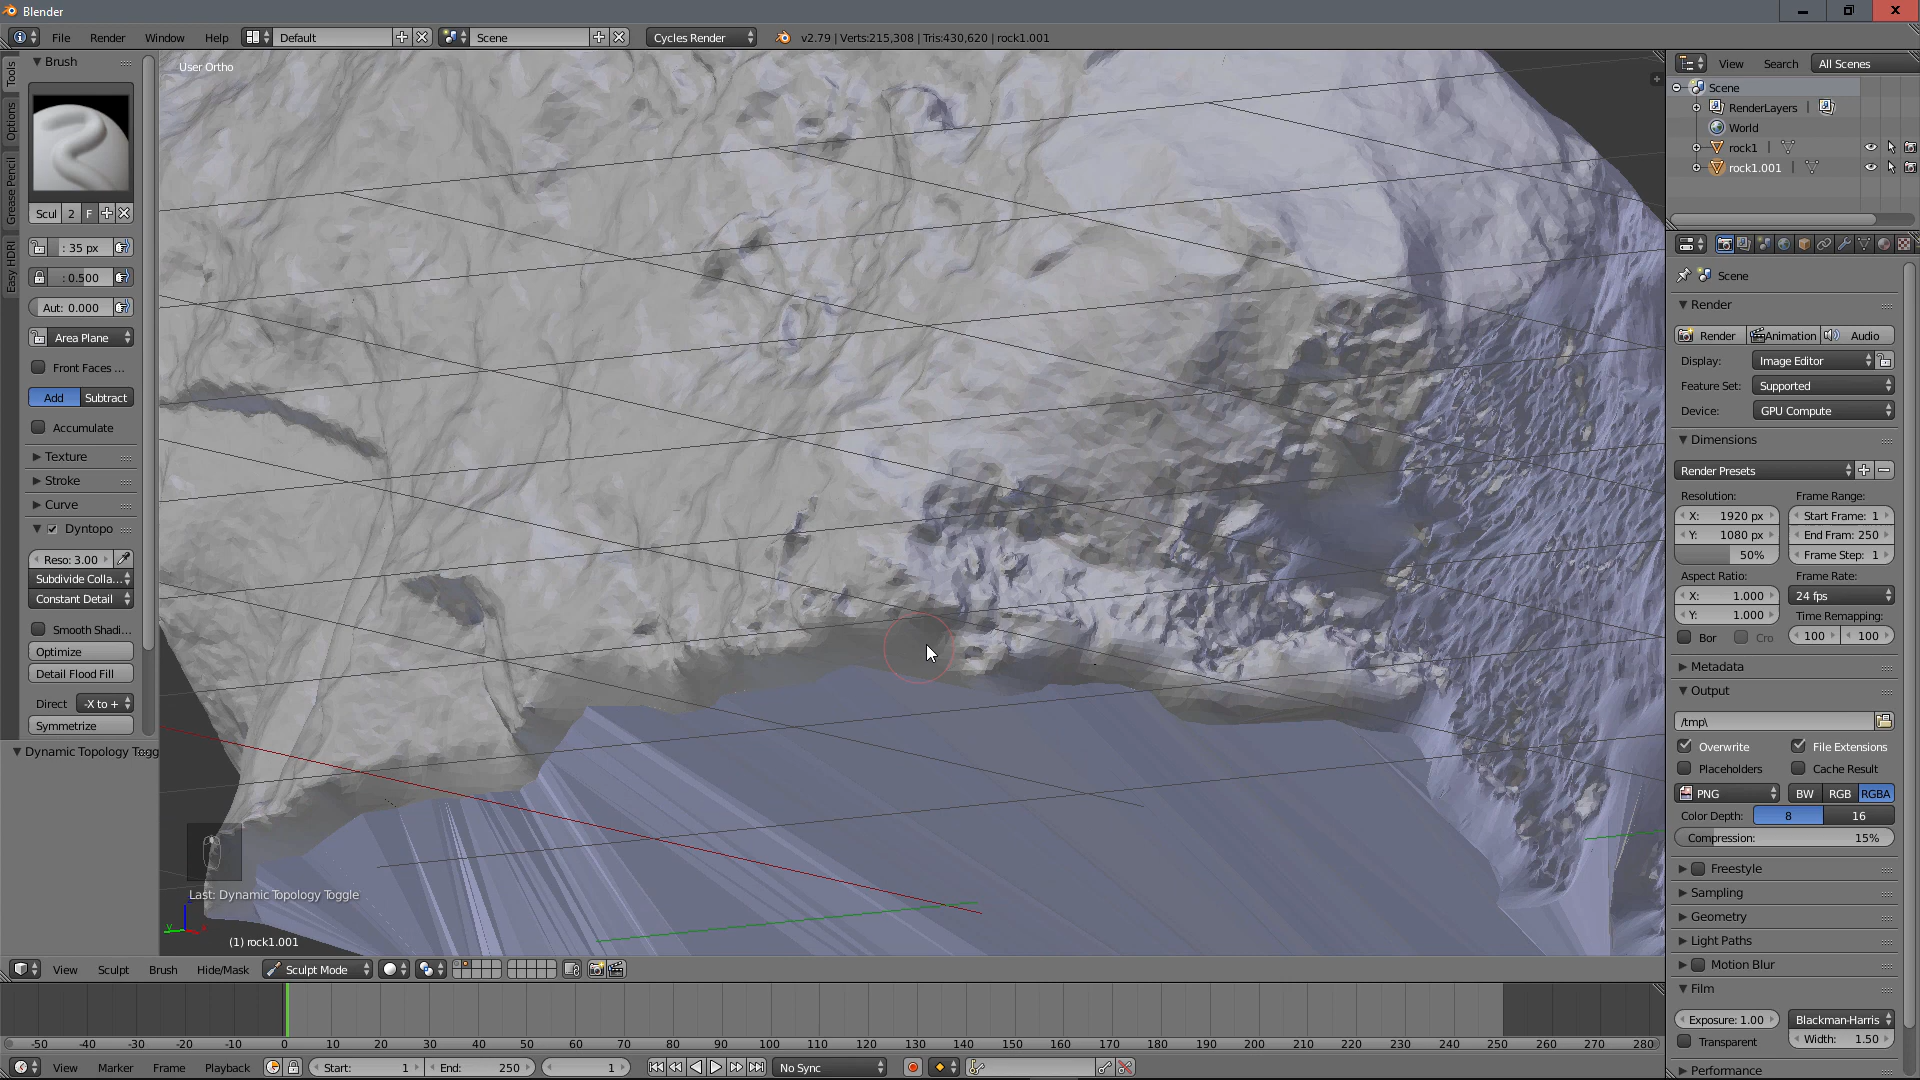 Blender
File Render Window Help Default Scene Cycles Render v2.79 | Verts:215,308 | Tris:430,620 | rock1.001
Tools
Options
Grease Pencil
Easy HDRI
Brush
Scul 2 F
: 35 px
: 0.500
Aut: 0.000
Area Plane
Front Faces ...
Add Subtract
Accumulate
Texture
Stroke
Curve
Dyntopo
Reso: 3.00
Subdivide Colla...
Constant Detail
Smooth Shadi...
Optimize
Detail Flood Fill
Direct -X to +
Symmetrize
Dynamic Topology Togg
User Ortho
Last: Dynamic Topology Toggle
(1) rock1.001
View Sculpt Brush Hide/Mask Sculpt Mode
-50 -40 -30 -20 -10 0 10 20 30 40 50 60 70 80 90 100 110 120 130 140 150 160 170 180 190 200 210 220 230 240 250 260 270 280
View Marker Frame Playback Start: 1 End: 250 1 No Sync
View Search All Scenes
Scene
RenderLayers |
World
rock1 |
rock1.001 |
Scene
Render
Render Animation Audio
Display: Image Editor
Feature Set: Supported
Device: GPU Compute
Dimensions
Render Presets
Resolution: Frame Range:
X: 1920 px Start Frame: 1
Y: 1080 px End Fram: 250
50% Frame Step: 1
Aspect Ratio: Frame Rate:
X: 1.000 24 fps
Y: 1.000 Time Remapping:
Bor Cro 100 100
Metadata
Output
/tmp\
Overwrite File Extensions
Placeholders Cache Result
PNG BW RGB RGBA
Color Depth: 8 16
Compression: 15%
Freestyle
Sampling
Geometry
Light Paths
Motion Blur
Film
Exposure: 1.00 Blackman-Harris
Transparent Width: 1.50
Performance